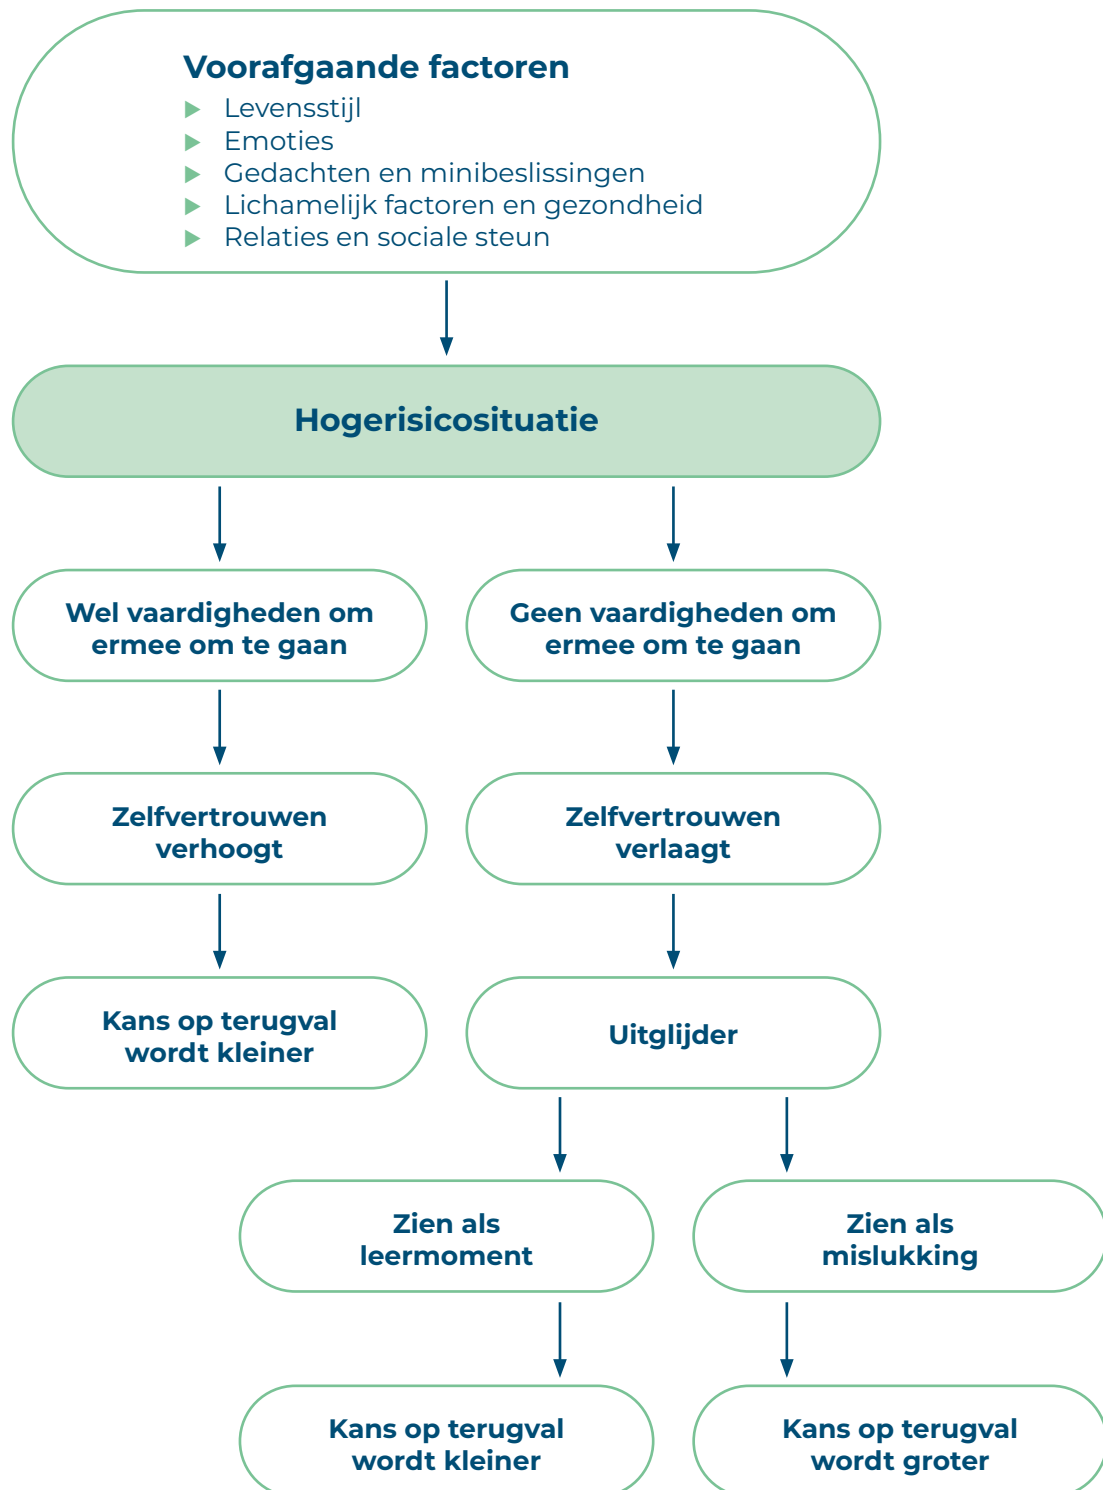 Voorafgaande factoren
Levensstijl
Emoties
Gedachten en minibeslissingen
Lichamelijk factoren en gezondheid
Relaties en sociale steun
Hogerisicosituatie
Wel vaardigheden om
ermee om te gaan
Geen vaardigheden om
ermee om te gaan
Zelfvertrouwen
verhoogt
Zelfvertrouwen
verlaagt
Kans op terugval
wordt kleiner
Uitglijder
Zien als
leermoment
Zien als
mislukking
Kans op terugval
wordt kleiner
Kans op terugval
wordt groter